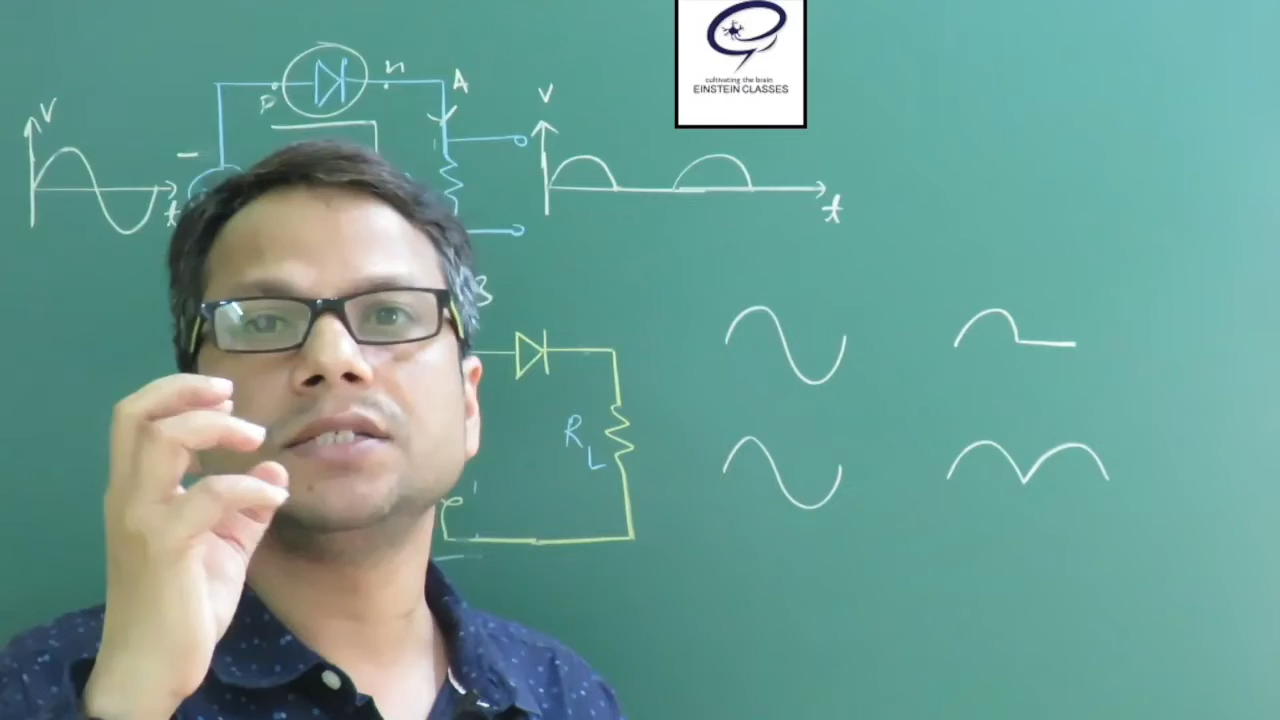 cultivating the brain
EINSTEIN CLASSES
V
t
p
n
A
B
V
t
R
L